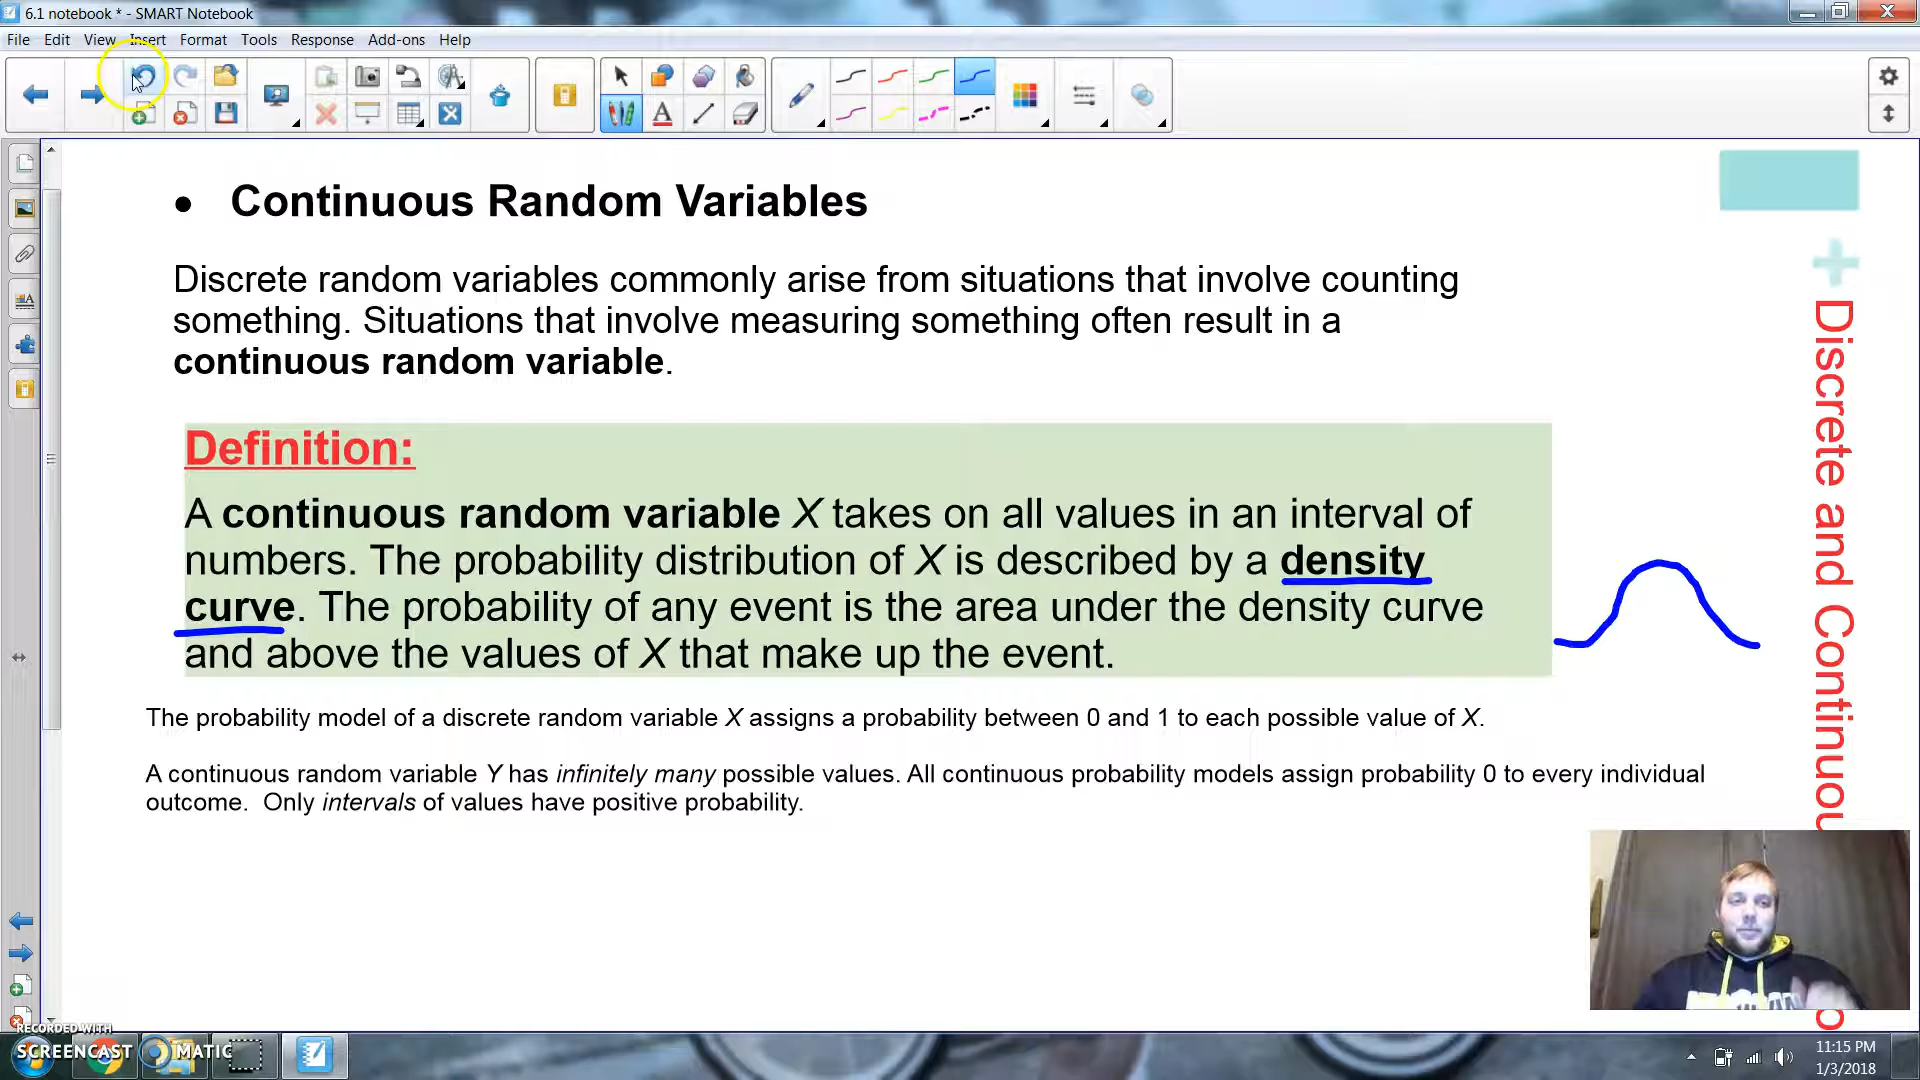 6.1 notebook * - SMART Notebook
File Edit View Insert Format Tools Response Add-ons Help
• Continuous Random Variables
Discrete random variables commonly arise from situations that involve counting
something. Situations that involve measuring something often result in a
continuous random variable.
Definition:
A continuous random variable X takes on all values in an interval of
numbers. The probability distribution of X is described by a density
curve. The probability of any event is the area under the density curve
and above the values of X that make up the event.
The probability model of a discrete random variable X assigns a probability between 0 and 1 to each possible value of X.
A continuous random variable Y has infinitely many possible values. All continuous probability models assign probability 0 to every individual
outcome. Only intervals of values have positive probability.
+ Discrete and Continuou
RECORDED WITH
SCREENCAST MATIC
11:15 PM
1/3/2018